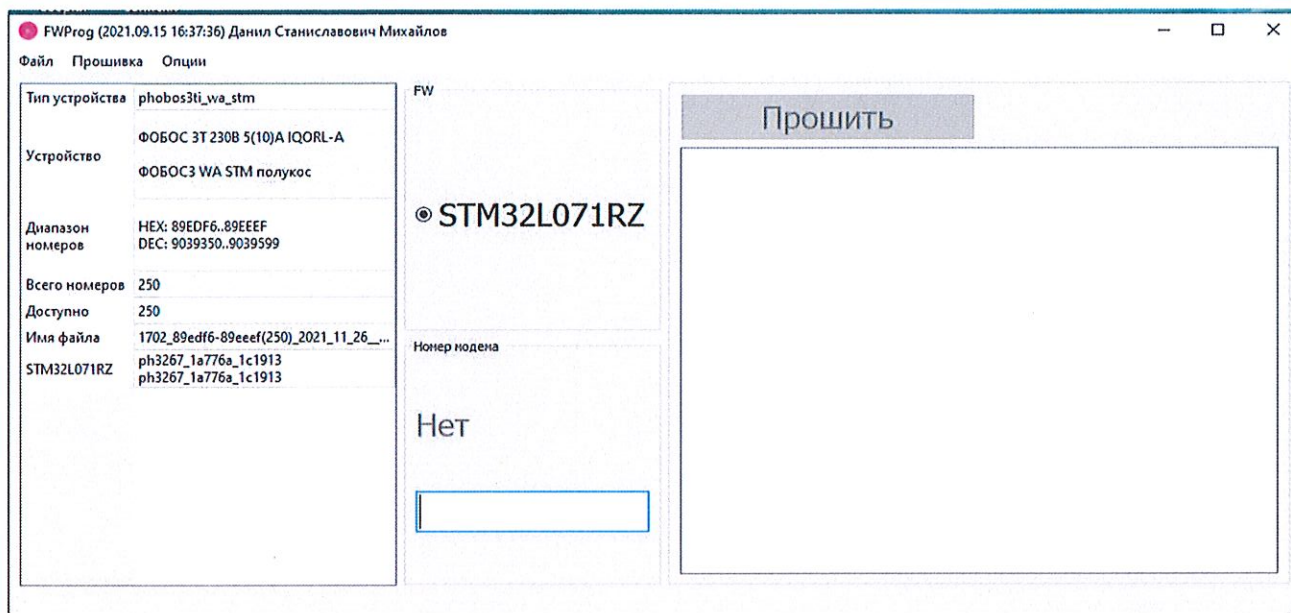 FWProg (2021.09.15 16:37:36) Данил Станиславович Михайлов
Файл Прошивка Опции
Тип устройства phobos3ti_wa_stm
Устройство
ФОБОС 3Т 230В 5(10)А IQORL-A
ФОБОС3 WA STM полукос
Диапазон номеров
HEX: 89EDF6..89EEEF
DEC: 9039350..9039599
Всего номеров 250
Доступно 250
Имя файла 1702_89edf6-89eeef(250)_2021_11_26__...
STM32L071RZ
ph3267_1a776a_1c1913
ph3267_1a776a_1c1913
FW
STM32L071RZ
Номер модема
Нет
Прошить